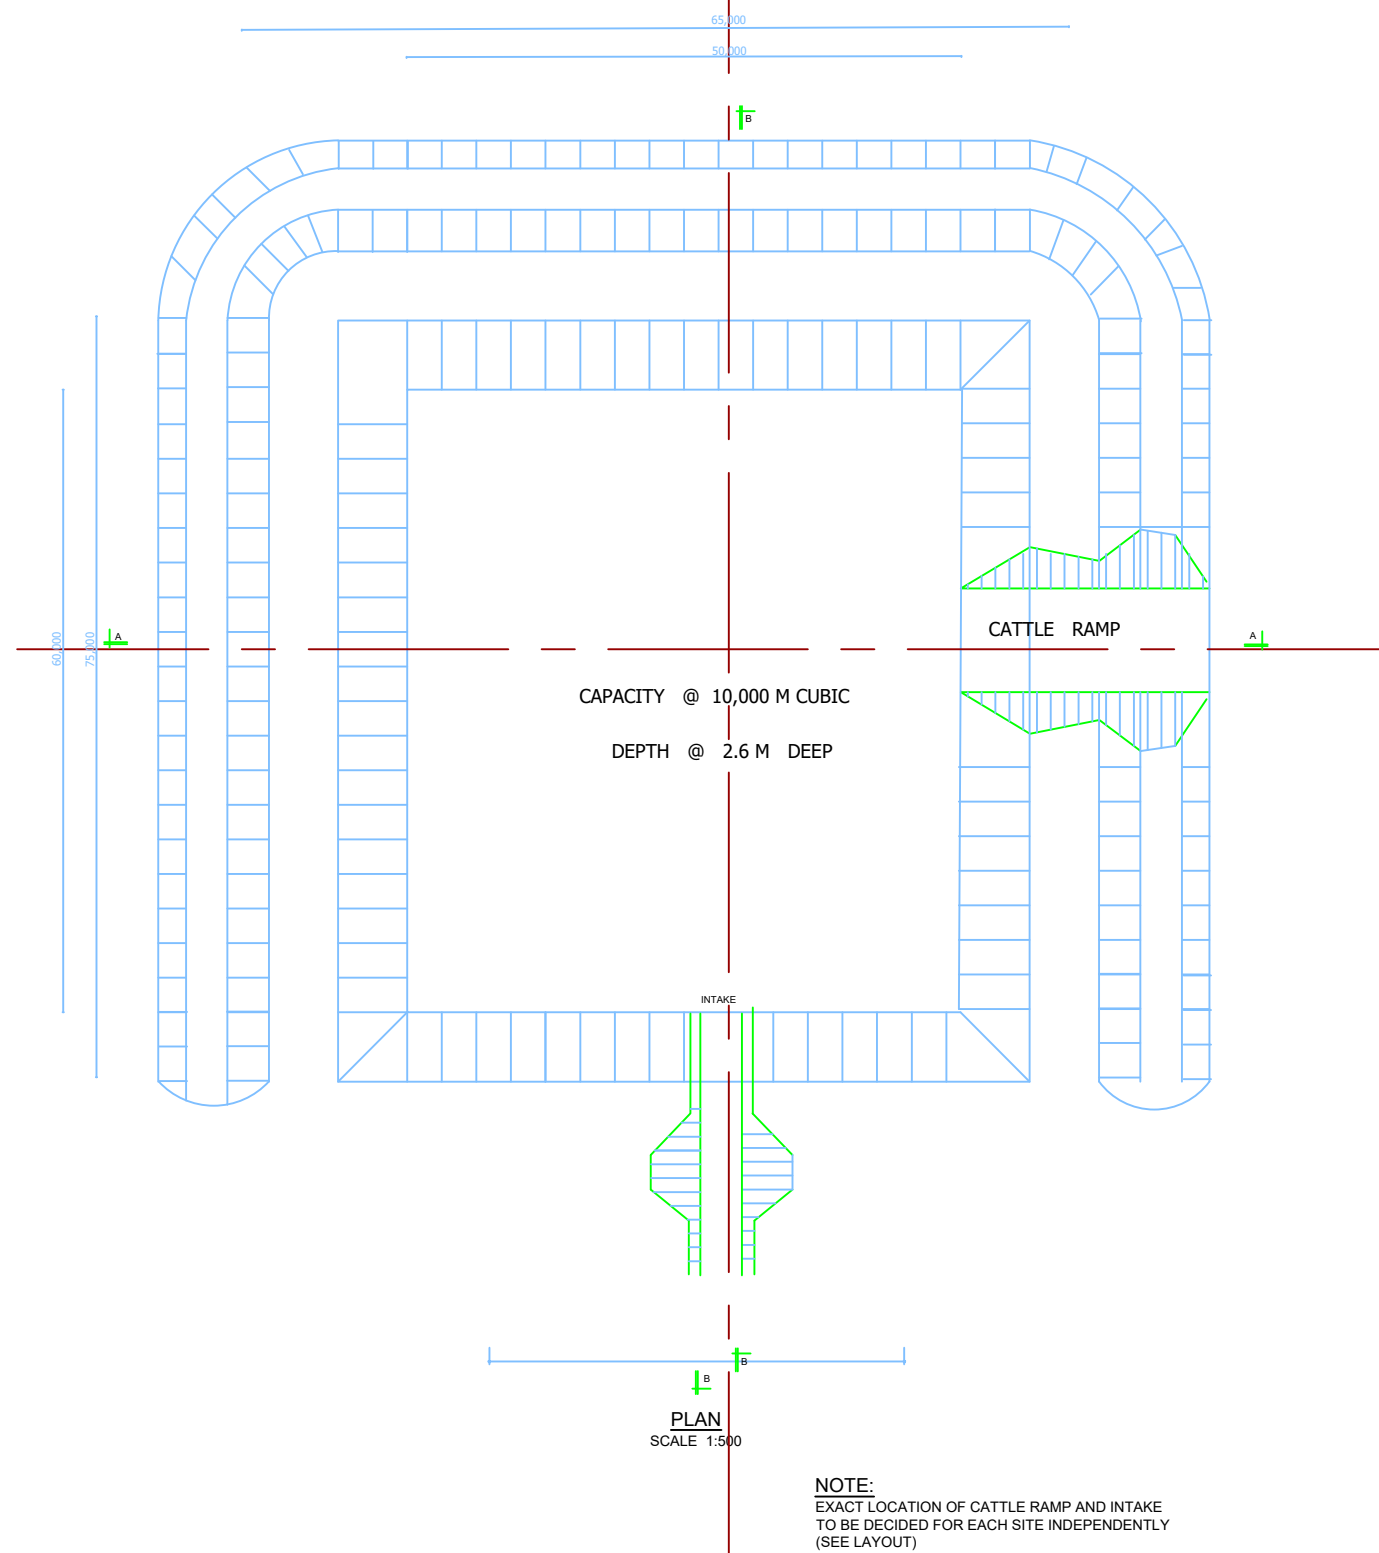 65,000
50,000
B
60,000
75,000
A
A
CATTLE RAMP
CAPACITY @ 10,000 M CUBIC
DEPTH @ 2.6 M DEEP
INTAKE
B
B
PLAN
SCALE 1:500
NOTE:
EXACT LOCATION OF CATTLE RAMP AND INTAKE
TO BE DECIDED FOR EACH SITE INDEPENDENTLY
(SEE LAYOUT)